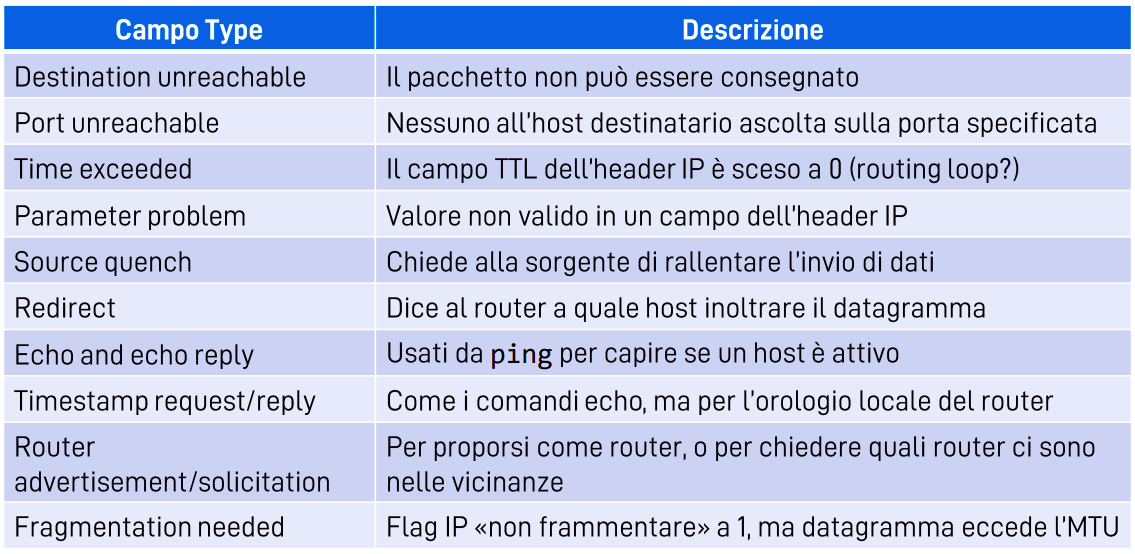 Campo Type
Descrizione
Destination unreachable
Il pacchetto non può essere consegnato
Port unreachable
Nessuno all'host destinatario ascolta sulla porta specificata
Time exceeded
Il campo TTL dell'header IP è sceso a 0 (routing loop?)
Parameter problem
Valore non valido in un campo dell'header IP
Source quench
Chiede alla sorgente di rallentare l'invio di dati
Redirect
Dice al router a quale host inoltrare il datagramma
Echo and echo reply
Usati da ping per capire se un host è attivo
Timestamp request/reply
Come i comandi echo, ma per l'orologio locale del router
Router
advertisement/solicitation
Per proporsi come router, o per chiedere quali router ci sono
nelle vicinanze
Fragmentation needed
Flag IP «non frammentare» a 1, ma datagramma eccede l'MTU